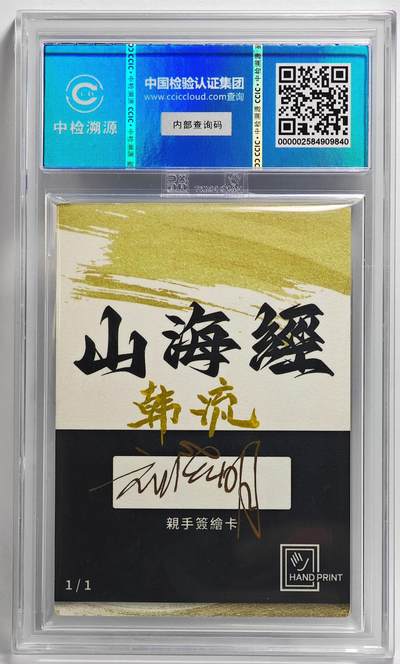 中检溯源
中国检验认证集团
www.cciccloud.com查询
内部查询码
000002584909840
山海經
韩流
親手簽繪卡
HAND PRINT
1/1